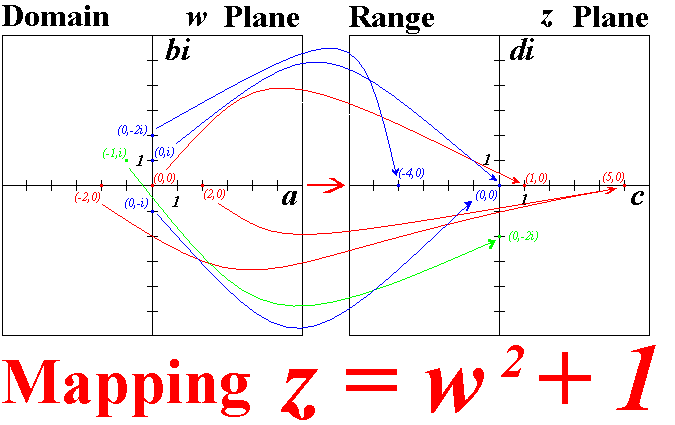 Domain w Plane Range z Plane
bi di
(0,-2i)
(-1,i) 1 (0,i) 1
(0,0) (-4,0) (1,0) (5,0)
(-2,0) (2,0) a (0,0) c
(0,-i) 1 1
(0,-2i)
Mapping z = w² + 1